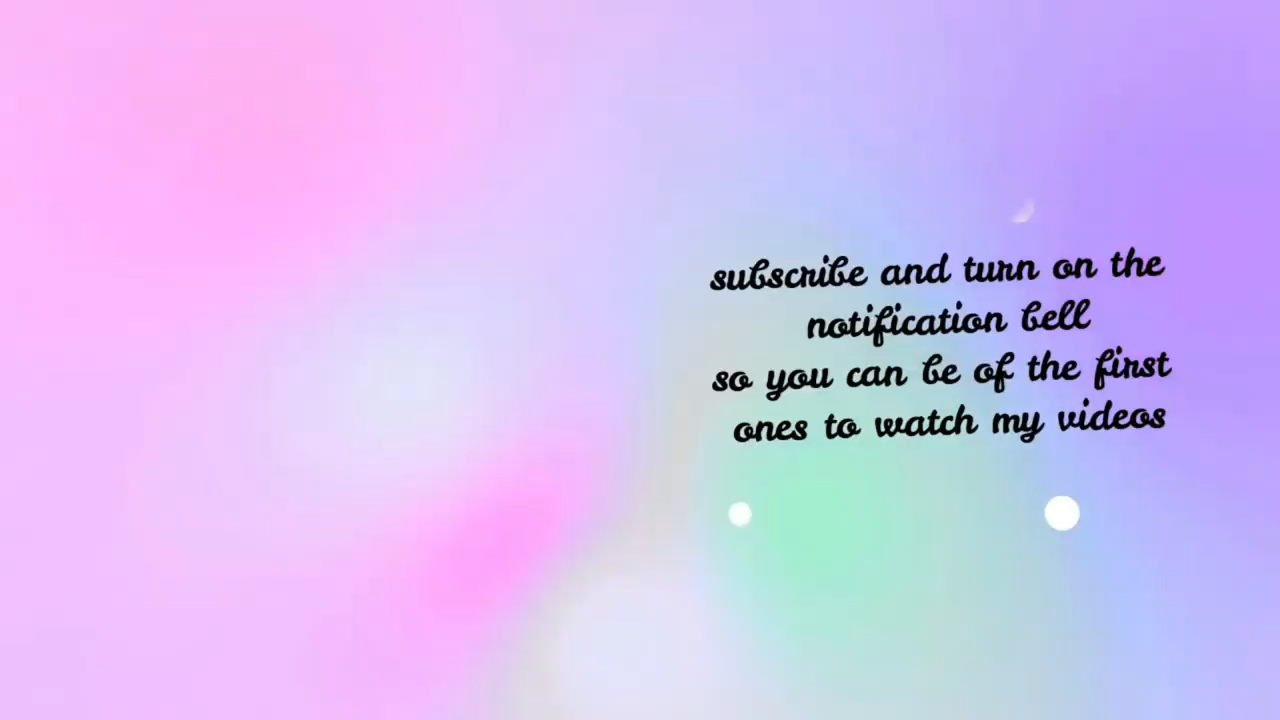 subscribe and turn on the
notification bell
so you can be of the first
ones to watch my videos